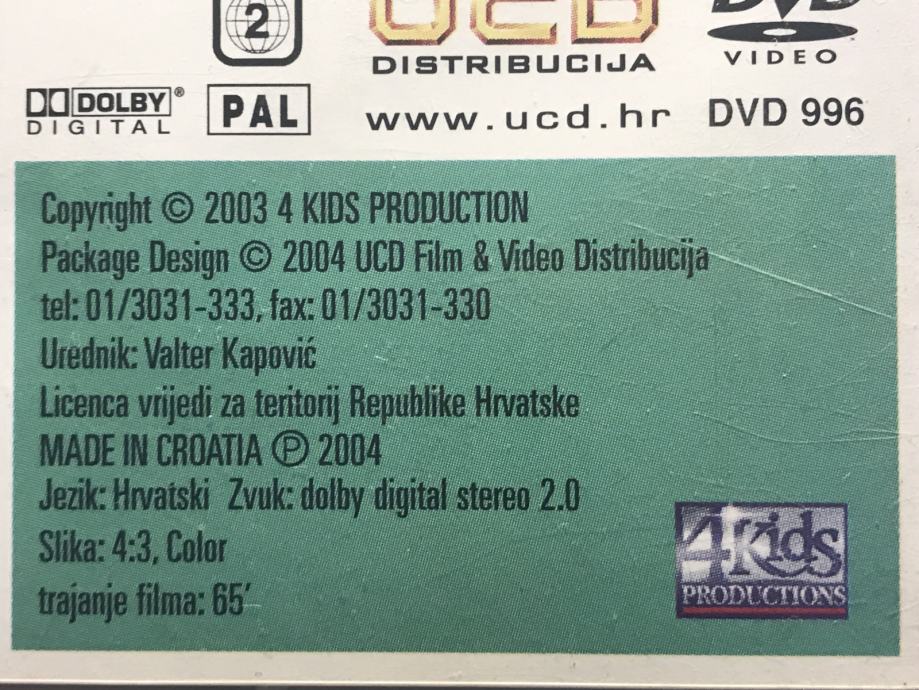 2
UCD
DISTRIBUCIJA
DVD
VIDEO
DOLBY®
DIGITAL
PAL
www.ucd.hr
DVD 996
Copyright © 2003 4 KIDS PRODUCTION
Package Design © 2004 UCD Film & Video Distribucija
tel: 01/3031-333, fax: 01/3031-330
Urednik: Valter Kapović
Licenca vrijedi za teritorij Republike Hrvatske
MADE IN CROATIA ℗ 2004
Jezik: Hrvatski Zvuk: dolby digital stereo 2.0
Slika: 4:3, Color
trajanje filma: 65'
4Kids
PRODUCTIONS